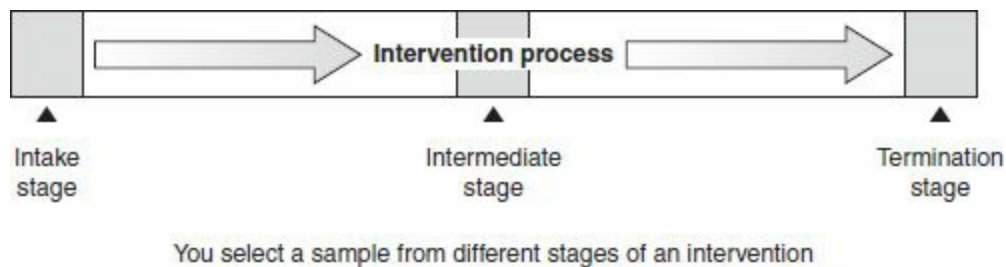 Intervention process
Intake
stage
Intermediate
stage
Termination
stage
You select a sample from different stages of an intervention